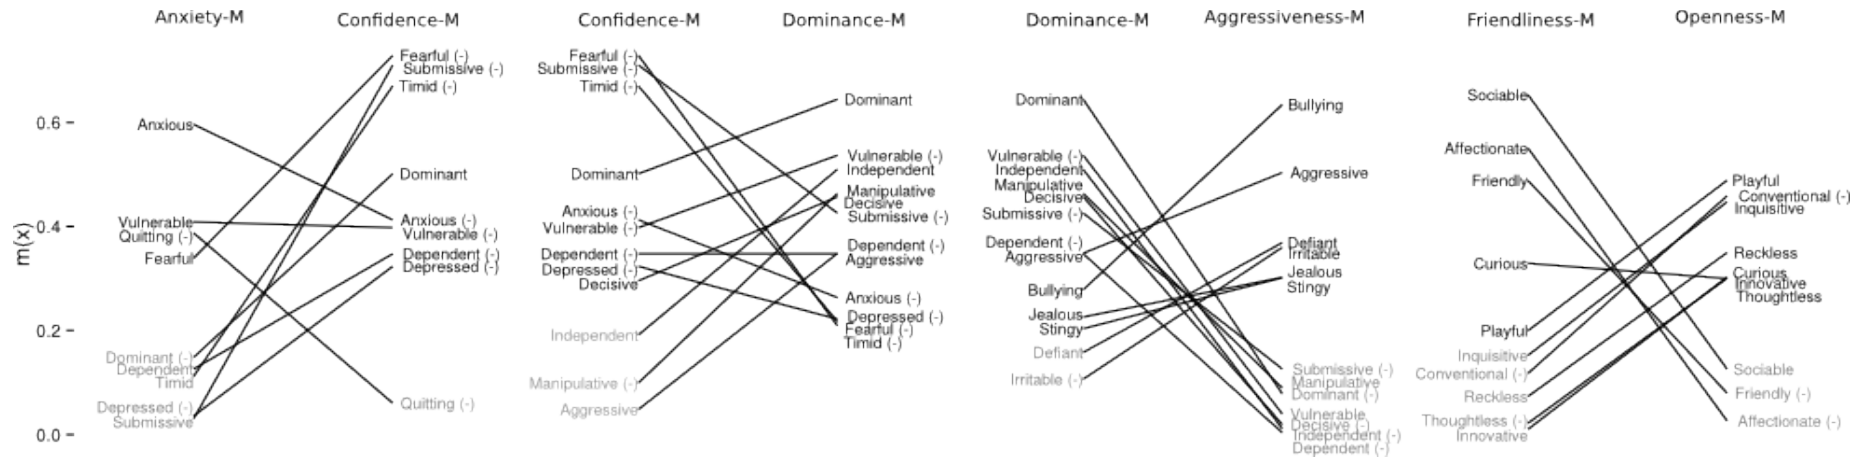 Anxiety-M
Confidence-M
Confidence-M
Dominance-M
Dominance-M
Aggressiveness-M
Friendliness-M
Openness-M
m(x)
0.6
0.4
0.2
0.0
Anxious
Vulnerable
Quitting (-)
Fearful
Dominant (-)
Dependent
Timid
Depressed (-)
Submissive
Fearful (-)
Submissive (-)
Timid (-)
Dominant
Anxious (-)
Vulnerable (-)
Dependent (-)
Depressed (-)
Quitting (-)
Fearful (-)
Submissive (-)
Timid (-)
Dominant
Anxious (-)
Vulnerable (-)
Dependent (-)
Depressed (-)
Decisive
Independent
Manipulative (-)
Aggressive
Dominant
Vulnerable (-)
Independent
Manipulative
Decisive
Submissive (-)
Dependent (-)
Aggressive
Anxious (-)
Depressed (-)
Fearful (-)
Timid (-)
Dominant
Vulnerable (-)
Independent
Manipulative
Decisive
Submissive (-)
Dependent (-)
Aggressive
Bullying
Jealous
Stingy
Defiant
Irritable (-)
Bullying
Aggressive
Defiant
Irritable
Jealous
Stingy
Submissive (-)
Manipulative
Dominant (-)
Vulnerable
Decisive (-)
Independent (-)
Dependent (-)
Sociable
Affectionate
Friendly
Curious
Playful
Inquisitive
Conventional (-)
Reckless
Thoughtless (-)
Innovative
Playful
Conventional (-)
Inquisitive
Reckless
Curious
Innovative
Thoughtless
Sociable
Friendly (-)
Affectionate (-)